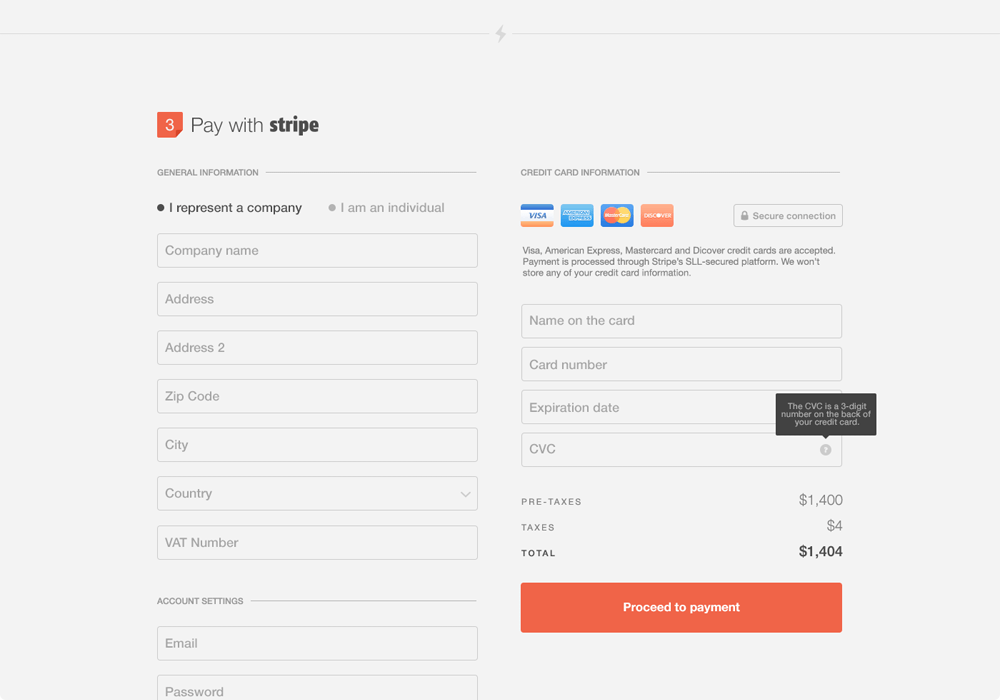 3 Pay with stripe
GENERAL INFORMATION
I represent a company
I am an individual
Company name
Address
Address 2
Zip Code
City
Country
VAT Number
ACCOUNT SETTINGS
Email
Password
CREDIT CARD INFORMATION
VISA
AMERICAN EXPRESS
MasterCard
DISCOVER
Secure connection
Visa, American Express, Mastercard and Dicover credit cards are accepted.
Payment is processed through Stripe's SLL-secured platform. We won't
store any of your credit card information.
Name on the card
Card number
Expiration date
The CVC is a 3-digit
number on the back of
your credit card.
CVC
?
PRE-TAXES $1,400
TAXES $4
TOTAL $1,404
Proceed to payment